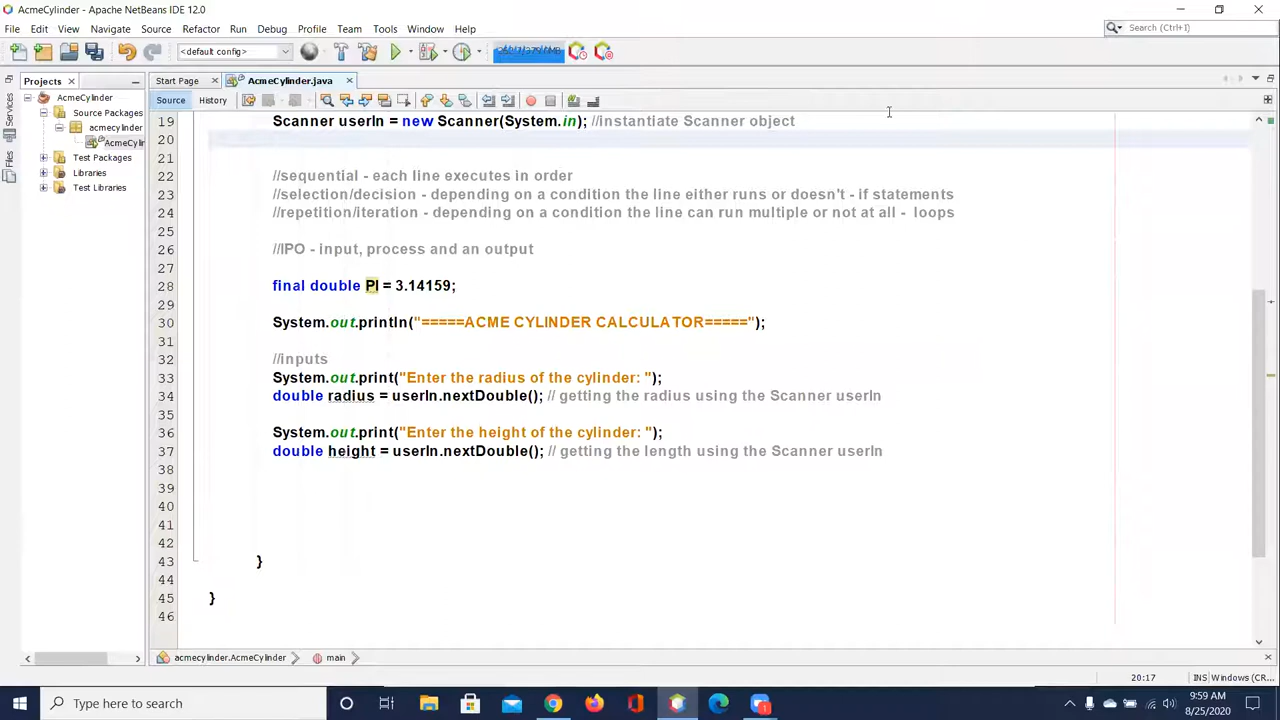 AcmeCylinder - Apache NetBeans IDE 12.0
File Edit View Navigate Source Refactor Run Debug Profile Team Tools Window Help
Search (Ctrl+I)
<default config>
Projects
Start Page
AcmeCylinder.java
Services
Files
AcmeCylinder
Source Packages
acmecylinder
AcmeCylin
Test Packages
Libraries
Test Libraries
Source History
19 Scanner userIn = new Scanner(System.in); //instantiate Scanner object
20
21
22 //sequential - each line executes in order
23 //selection/decision - depending on a condition the line either runs or doesn't - if statements
24 //repetition/iteration - depending on a condition the line can run multiple or not at all - loops
25
26 //IPO - input, process and an output
27
28 final double PI = 3.14159;
29
30 System.out.println("=====ACME CYLINDER CALCULATOR=====");
31
32 //inputs
33 System.out.print("Enter the radius of the cylinder: ");
34 double radius = userIn.nextDouble(); // getting the radius using the Scanner userIn
35
36 System.out.print("Enter the height of the cylinder: ");
37 double height = userIn.nextDouble(); // getting the length using the Scanner userIn
38
39
40
41
42
43 }
44
45 }
46
acmecylinder.AcmeCylinder main
20:17 INS Windows (CR...
Type here to search
9:59 AM
8/25/2020